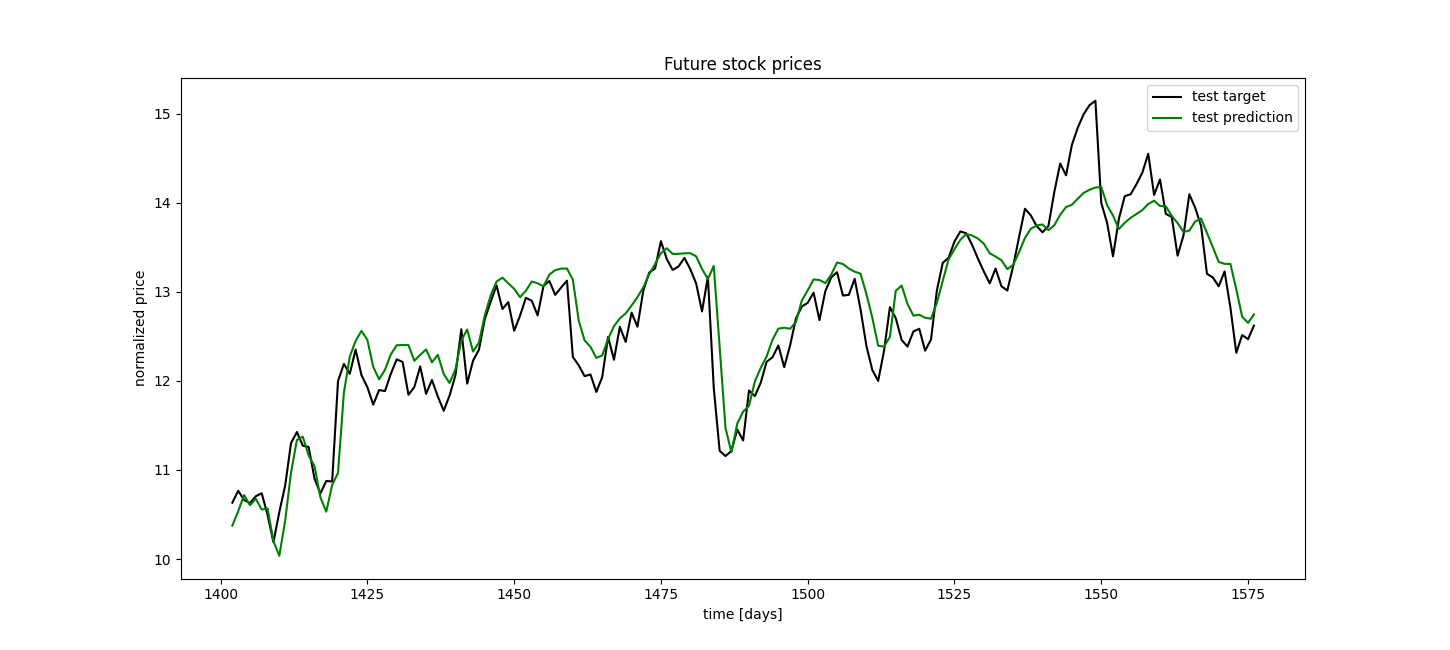 Future stock prices
test target
test prediction
normalized price
15
14
13
12
11
10
1400 1425 1450 1475 1500 1525 1550 1575
time [days]